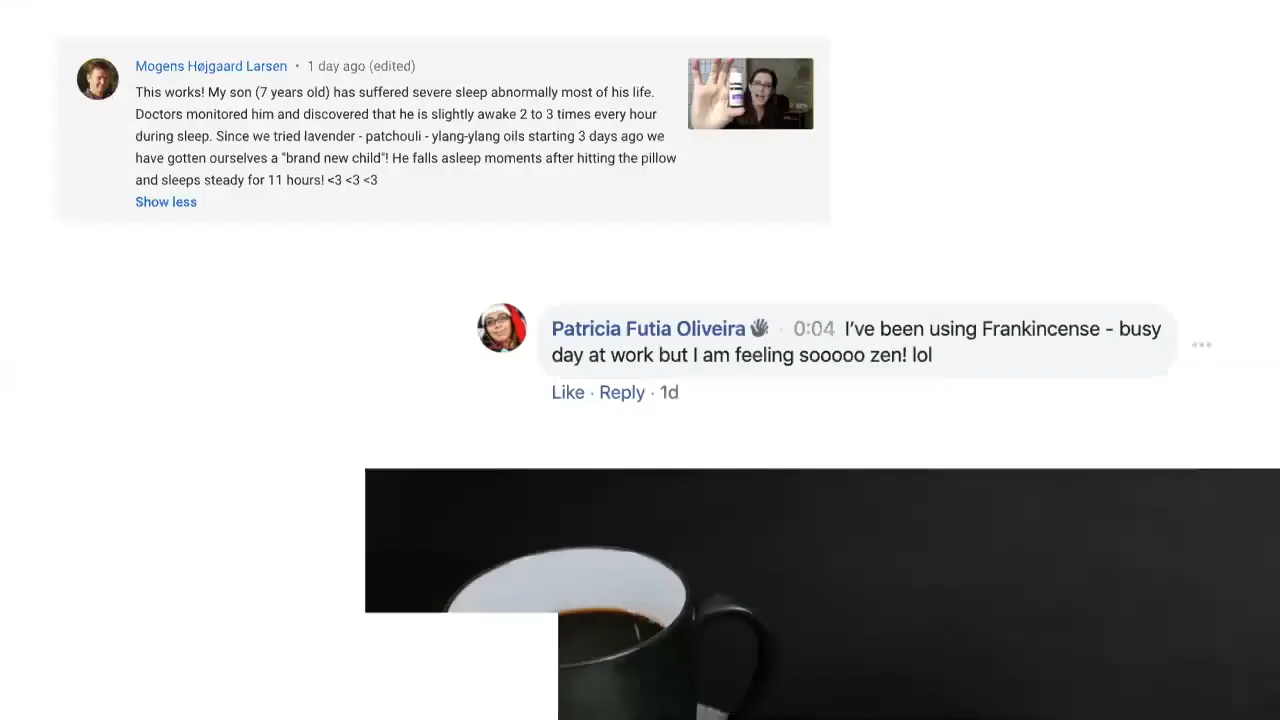 Mogens Højgaard Larsen • 1 day ago (edited)
This works! My son (7 years old) has suffered severe sleep abnormally most of his life.
Doctors monitored him and discovered that he is slightly awake 2 to 3 times every hour
during sleep. Since we tried lavender - patchouli - ylang-ylang oils starting 3 days ago we
have gotten ourselves a "brand new child"! He falls asleep moments after hitting the pillow
and sleeps steady for 11 hours! <3 <3 <3
Show less
Patricia Futia Oliveira · 0:04 I've been using Frankincense - busy
day at work but I am feeling sooooo zen! lol
Like · Reply · 1d